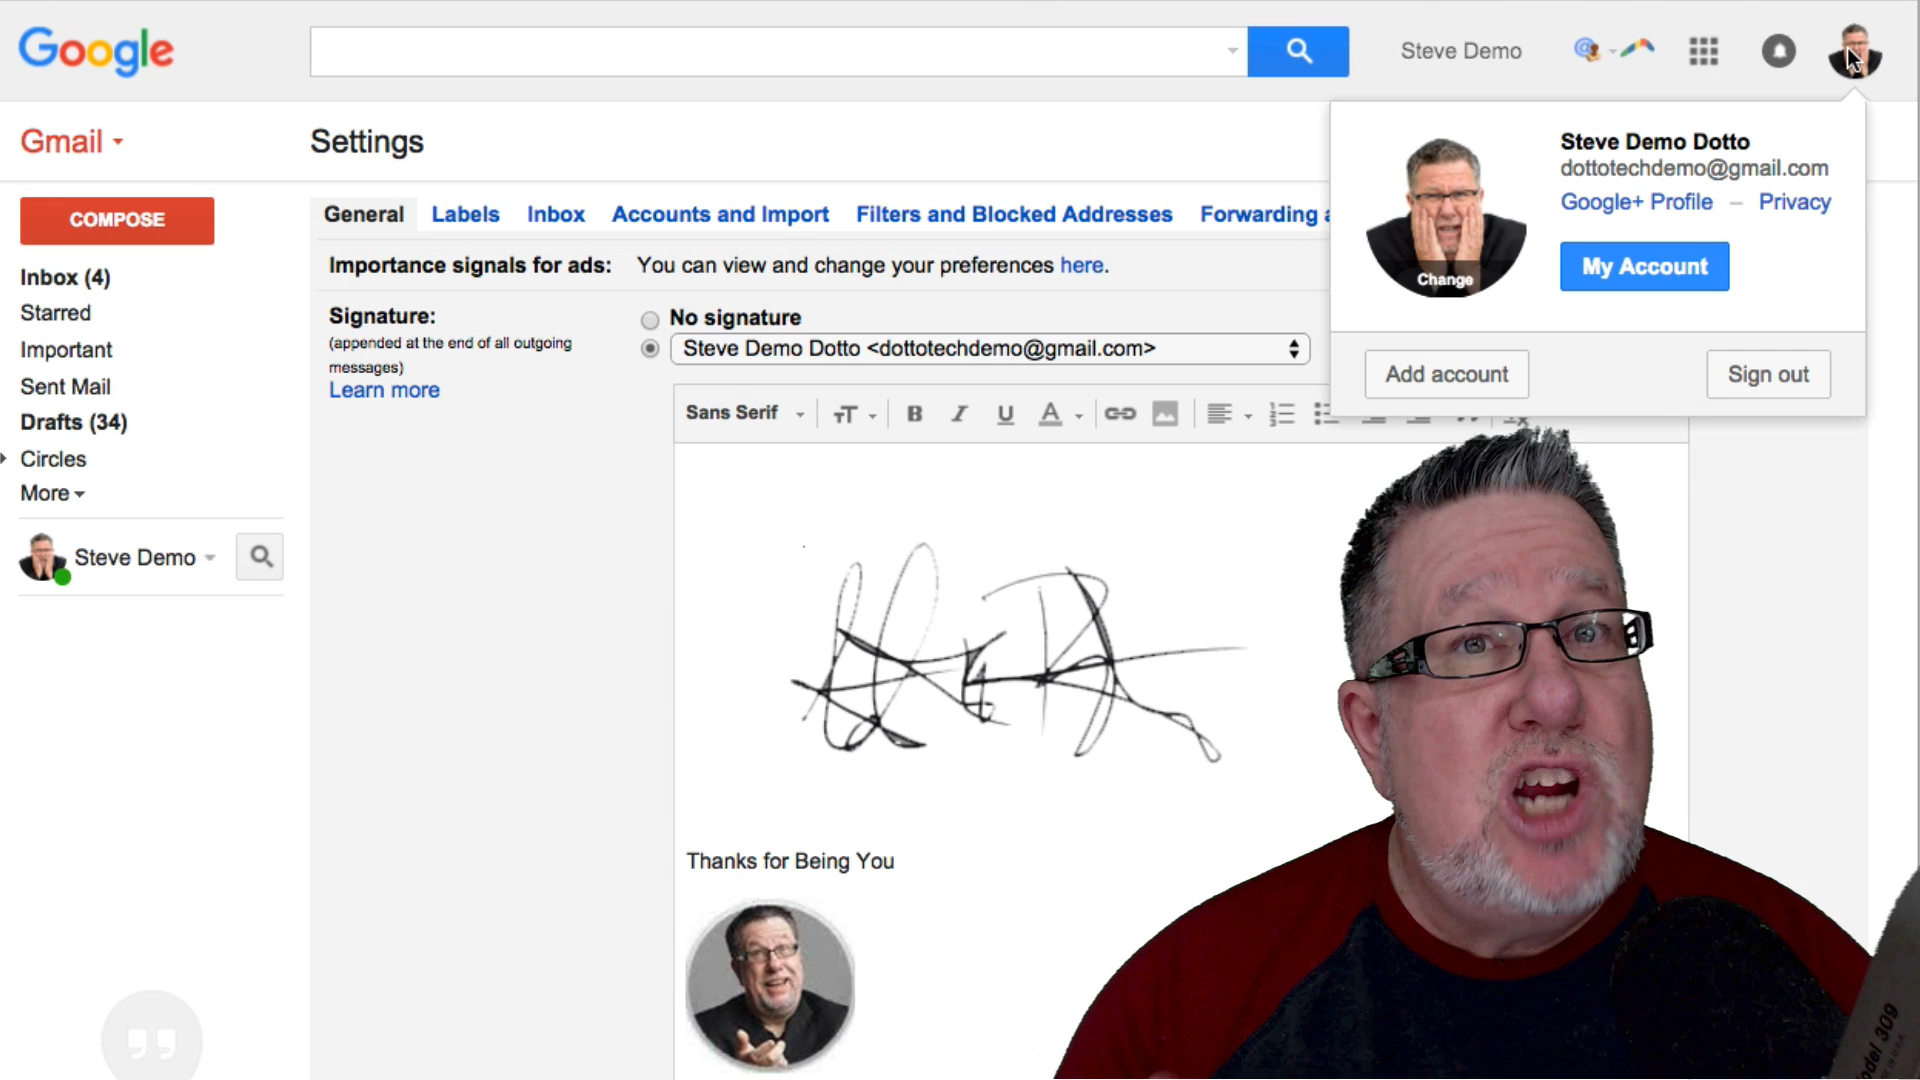 Google
Steve Demo
Steve Demo Dotto
dottotechdemo@gmail.com
Google+ Profile – Privacy
Change
My Account
Add account
Sign out
Gmail
Settings
COMPOSE
Inbox (4)
Starred
Important
Sent Mail
Drafts (34)
Circles
More
Steve Demo
General Labels Inbox Accounts and Import Filters and Blocked Addresses Forwarding
Importance signals for ads: You can view and change your preferences here.
Signature:
(appended at the end of all outgoing
messages)
Learn more
No signature
Steve Demo Dotto <dottotechdemo@gmail.com>
Sans Serif
Thanks for Being You
309